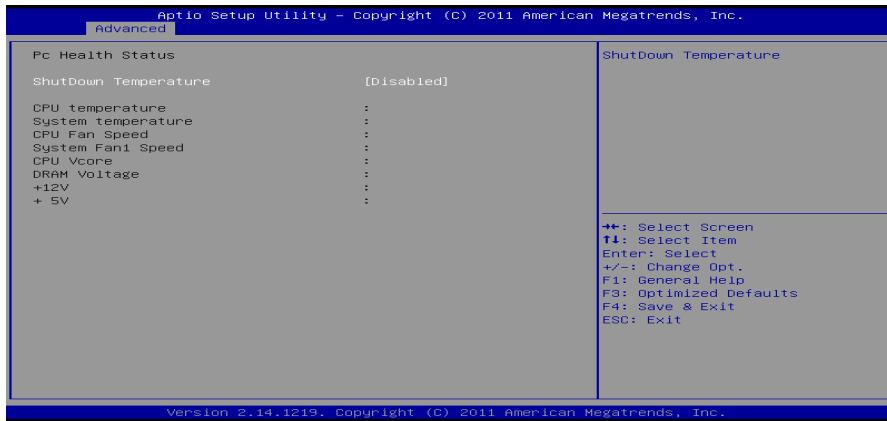 Aptio Setup Utility – Copyright (C) 2011 American Megatrends, Inc.
Advanced
Pc Health Status
ShutDown Temperature [Disabled]
CPU temperature :
System temperature :
CPU Fan Speed :
System Fan1 Speed :
CPU Vcore :
DRAM Voltage :
+12V :
+ 5V :
ShutDown Temperature
→←: Select Screen
↑↓: Select Item
Enter: Select
+/-: Change Opt.
F1: General Help
F3: Optimized Defaults
F4: Save & Exit
ESC: Exit
Version 2.14.1219. Copyright (C) 2011 American Megatrends, Inc.